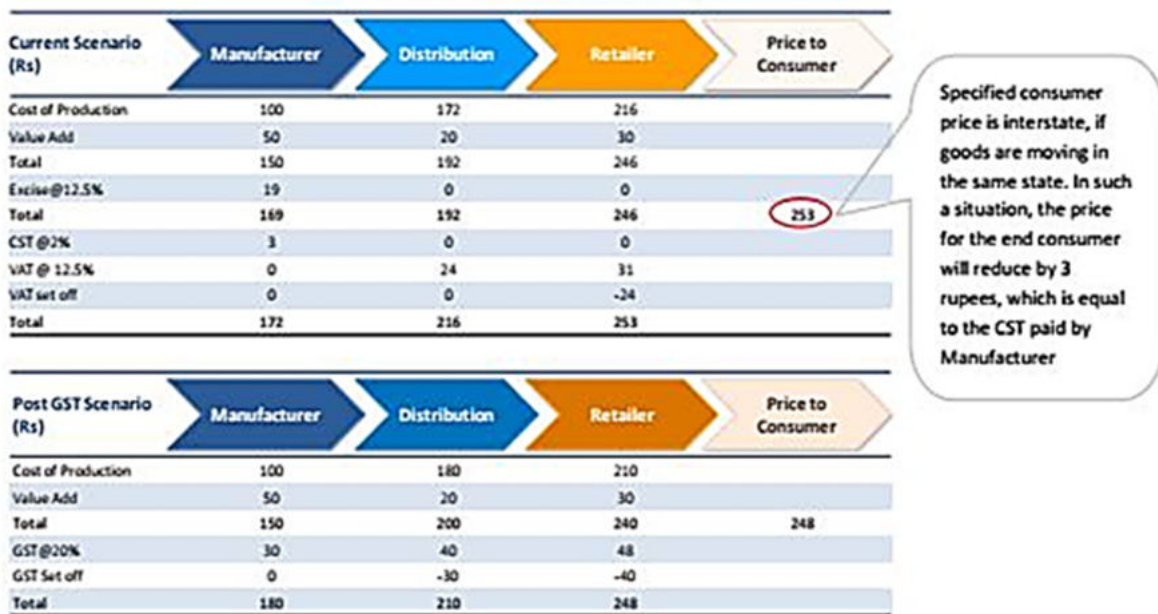 Current Scenario (Rs) Manufacturer Distribution Retailer Price to Consumer
Cost of Production 100 172 216
Value Add 50 20 30
Total 150 192 246
Excise@12.5% 19 0 0
Total 169 192 246 253
CST @2% 3 0 0
VAT @ 12.5% 0 24 31
VAT set off 0 0 -24
Total 172 216 253
Specified consumer
price is interstate, if
goods are moving in
the same state. In such
a situation, the price
for the end consumer
will reduce by 3
rupees, which is equal
to the CST paid by
Manufacturer
Post GST Scenario (Rs) Manufacturer Distribution Retailer Price to Consumer
Cost of Production 100 180 210
Value Add 50 20 30
Total 150 200 240 248
GST@20% 30 40 48
GST Set off 0 -30 -40
Total 180 210 248